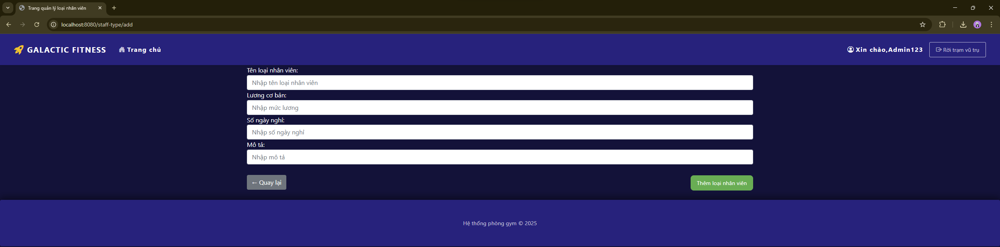 Trang quản lý loại nhân viên
localhost:8080/staff-type/add
GALACTIC FITNESS Trang chủ Xin chào,Admin123 Rời trạm vũ trụ
Tên loại nhân viên:
Nhập tên loại nhân viên
Lương cơ bản:
Nhập mức lương
Số ngày nghỉ:
Nhập số ngày nghỉ
Mô tả:
Nhập mô tả
← Quay lại Thêm loại nhân viên
Hệ thống phòng gym © 2025